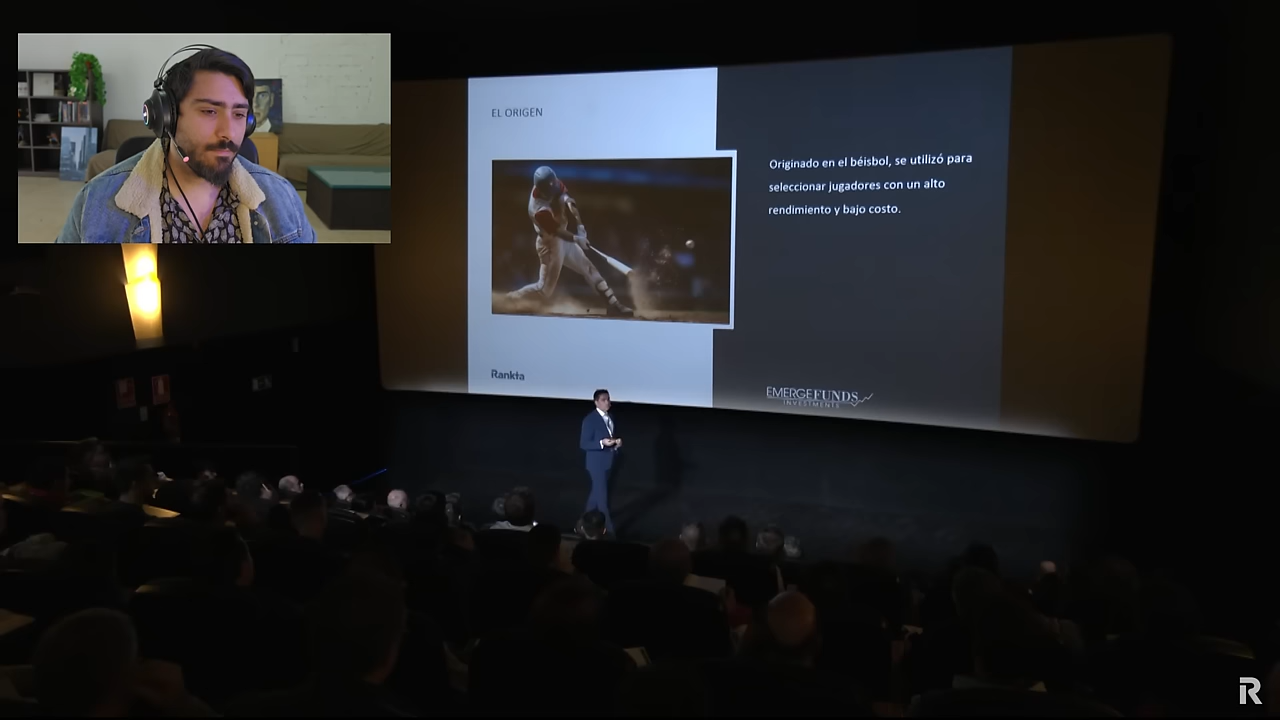 EL ORIGEN
Originado en el béisbol, se utilizó para
seleccionar jugadores con un alto
rendimiento y bajo costo.
Rankia
EMERGEFUNDS
INVESTMENTS
R